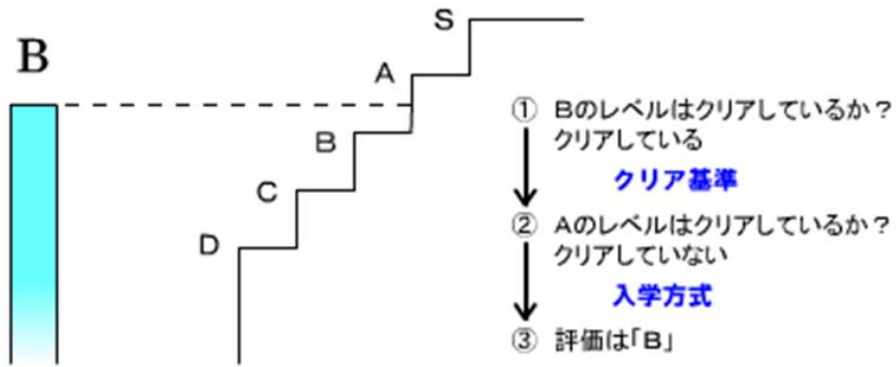 B
S
A
B
C
D
① Bのレベルはクリアしているか?
クリアしている
クリア基準
② Aのレベルはクリアしているか?
クリアしていない
入学方式
③ 評価は「B」